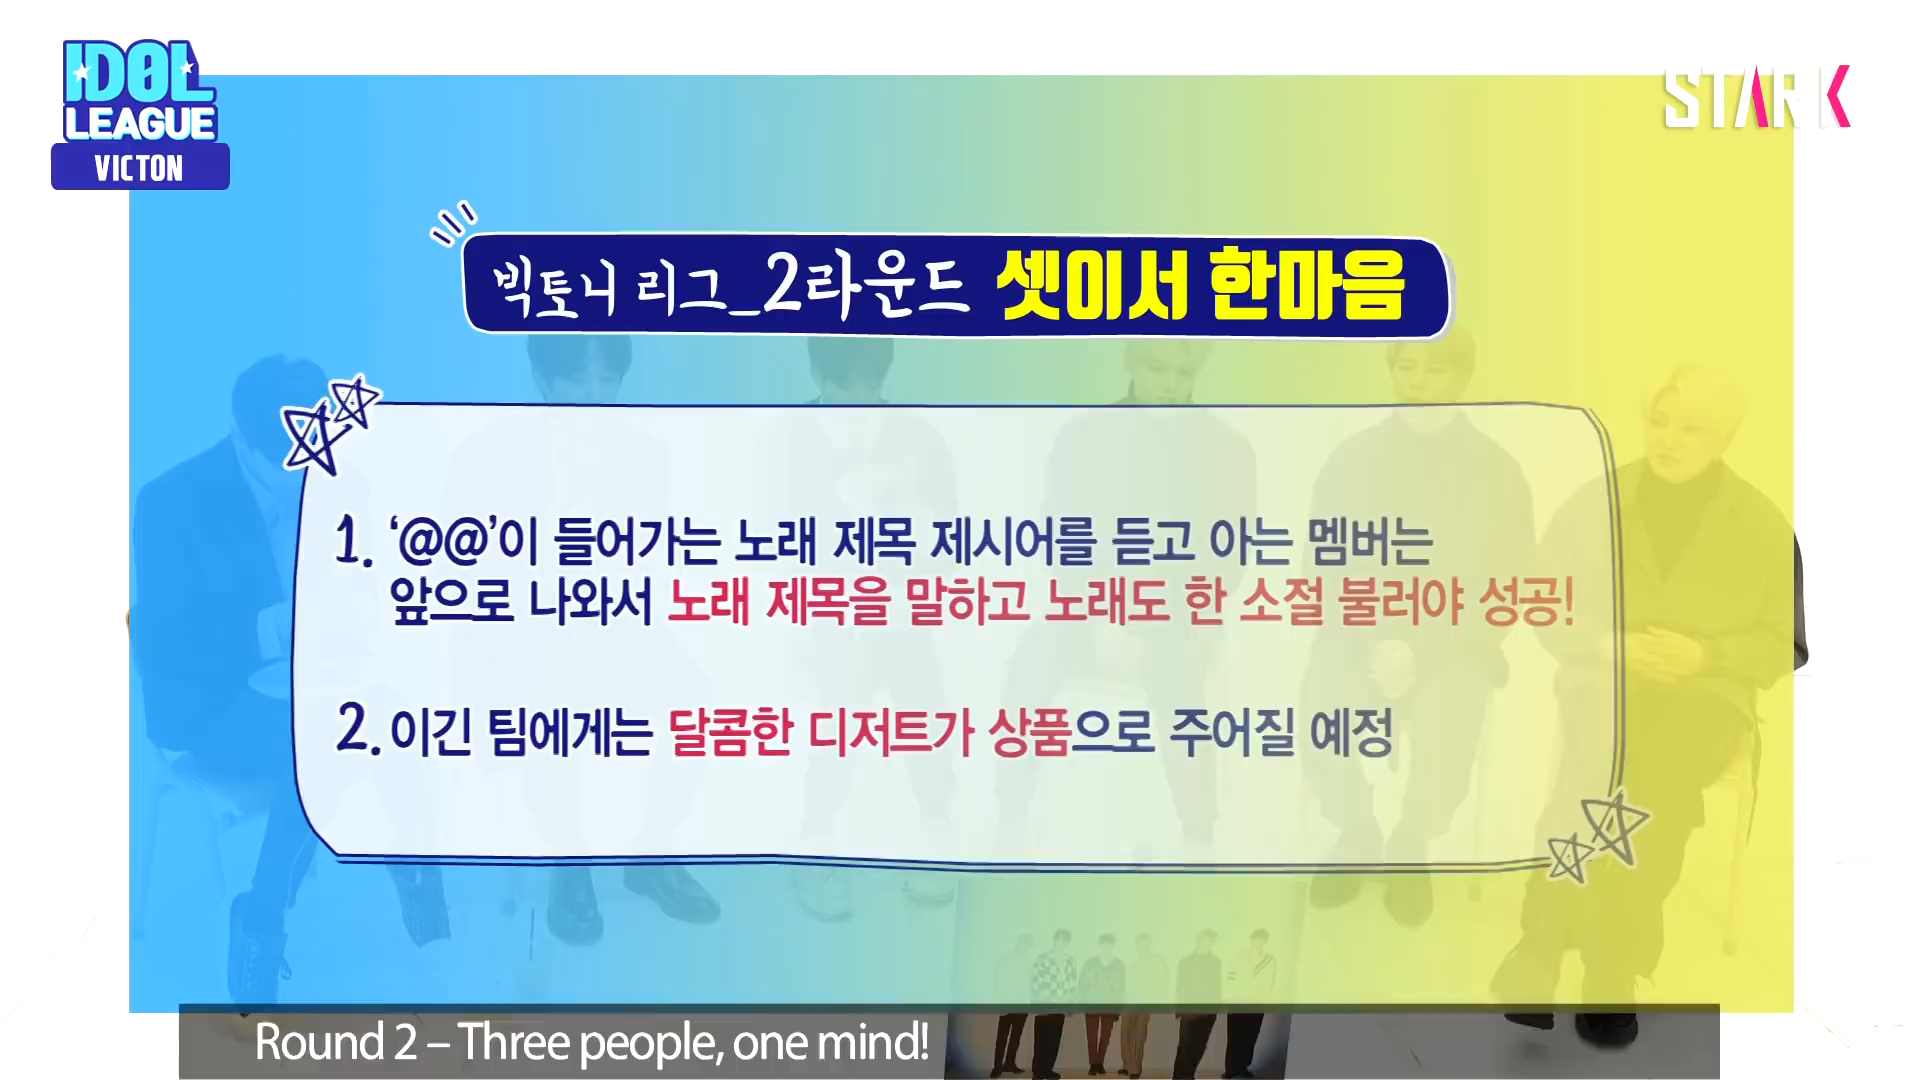 IDOL
LEAGUE
VICTON
STARK
빅토니 리그_2라운드 셋이서 한마음
1. ‘@@’이 들어가는 노래 제목 제시어를 듣고 아는 멤버는
앞으로 나와서 노래 제목을 말하고 노래도 한 소절 불러야 성공!
2. 이긴 팀에게는 달콤한 디저트가 상품으로 주어질 예정
Round 2 – Three people, one mind!